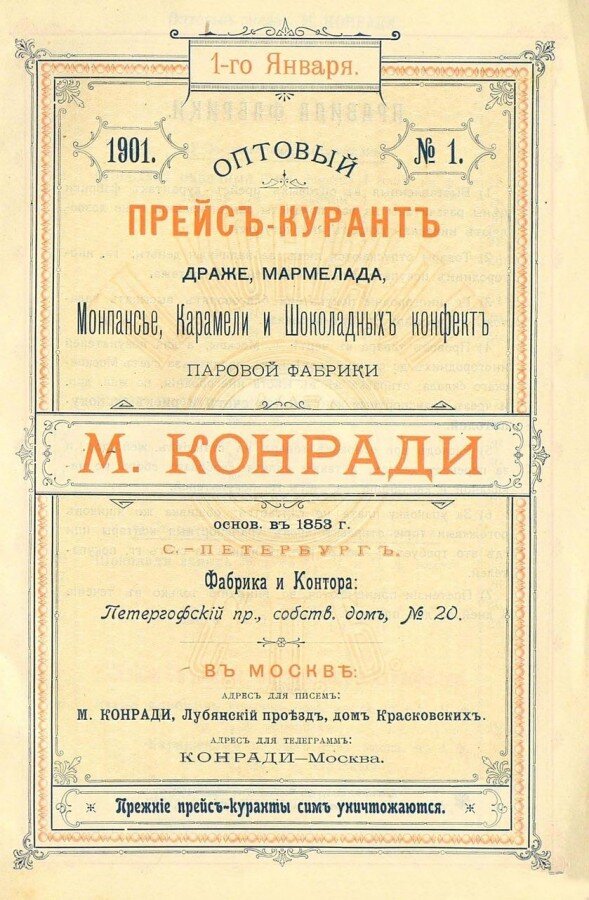 1-го Января.
1901.
№ 1.
ОПТОВЫЙ
ПРЕЙСЪ-КУРАНТЪ
ДРАЖЕ, МАРМЕЛАДА,
Монпансье, Карамели и Шоколадныхъ конфектъ
ПАРОВОЙ ФАБРИКИ
М. КОНРАДИ
основ. въ 1853 г.
С.-ПЕТЕРБУРГЪ.
Фабрика и Контора:
Петергофскій пр., собств. домъ, № 20.
ВЪ МОСКВѢ:
АДРЕСЪ ДЛЯ ПИСЕМЪ:
М. КОНРАДИ, Лубянскій проѣздъ, домъ Красковскихъ.
АДРЕСЪ ДЛЯ ТЕЛЕГРАММЪ:
КОНРАДИ—Москва.
Прежніе прейсъ-куранты симъ уничтожаются.